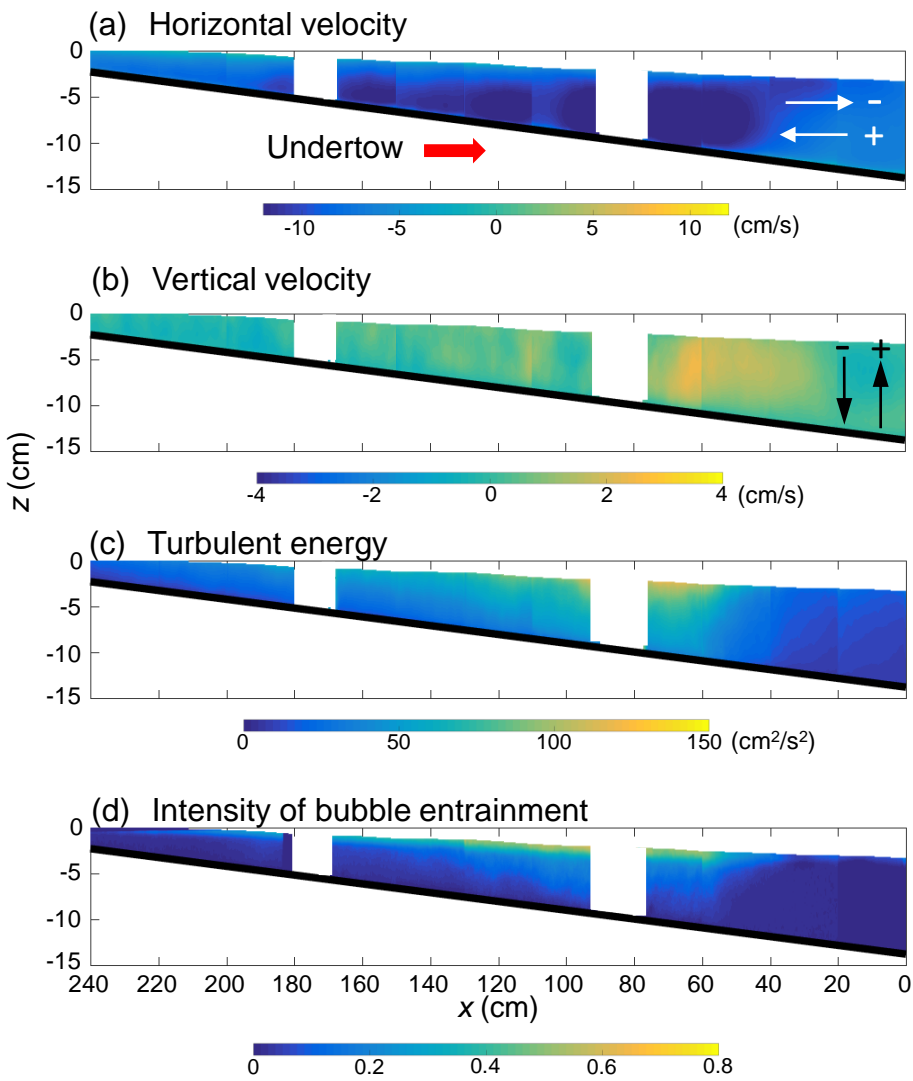 (a) Horizontal velocity
0
-5
-10
-15
- 
+
Undertow
-10 -5 0 5 10 (cm/s)
(b) Vertical velocity
0
-5
-10
-15
- +
z (cm)
-4 -2 0 2 4 (cm/s)
(c) Turbulent energy
0
-5
-10
-15
0 50 100 150 (cm²/s²)
(d) Intensity of bubble entrainment
0
-5
-10
-15
240 220 200 180 160 140 120 100 80 60 40 20 0
x (cm)
0 0.2 0.4 0.6 0.8